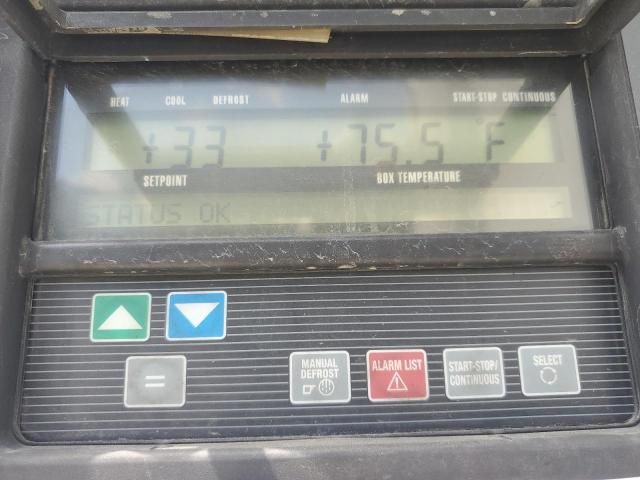 HEAT COOL DEFROST ALARM START-STOP CONTINUOUS
+33 +75.5 °F
SETPOINT BOX TEMPERATURE
STATUS OK
MANUAL DEFROST
ALARM LIST
START-STOP/ CONTINUOUS
SELECT
=